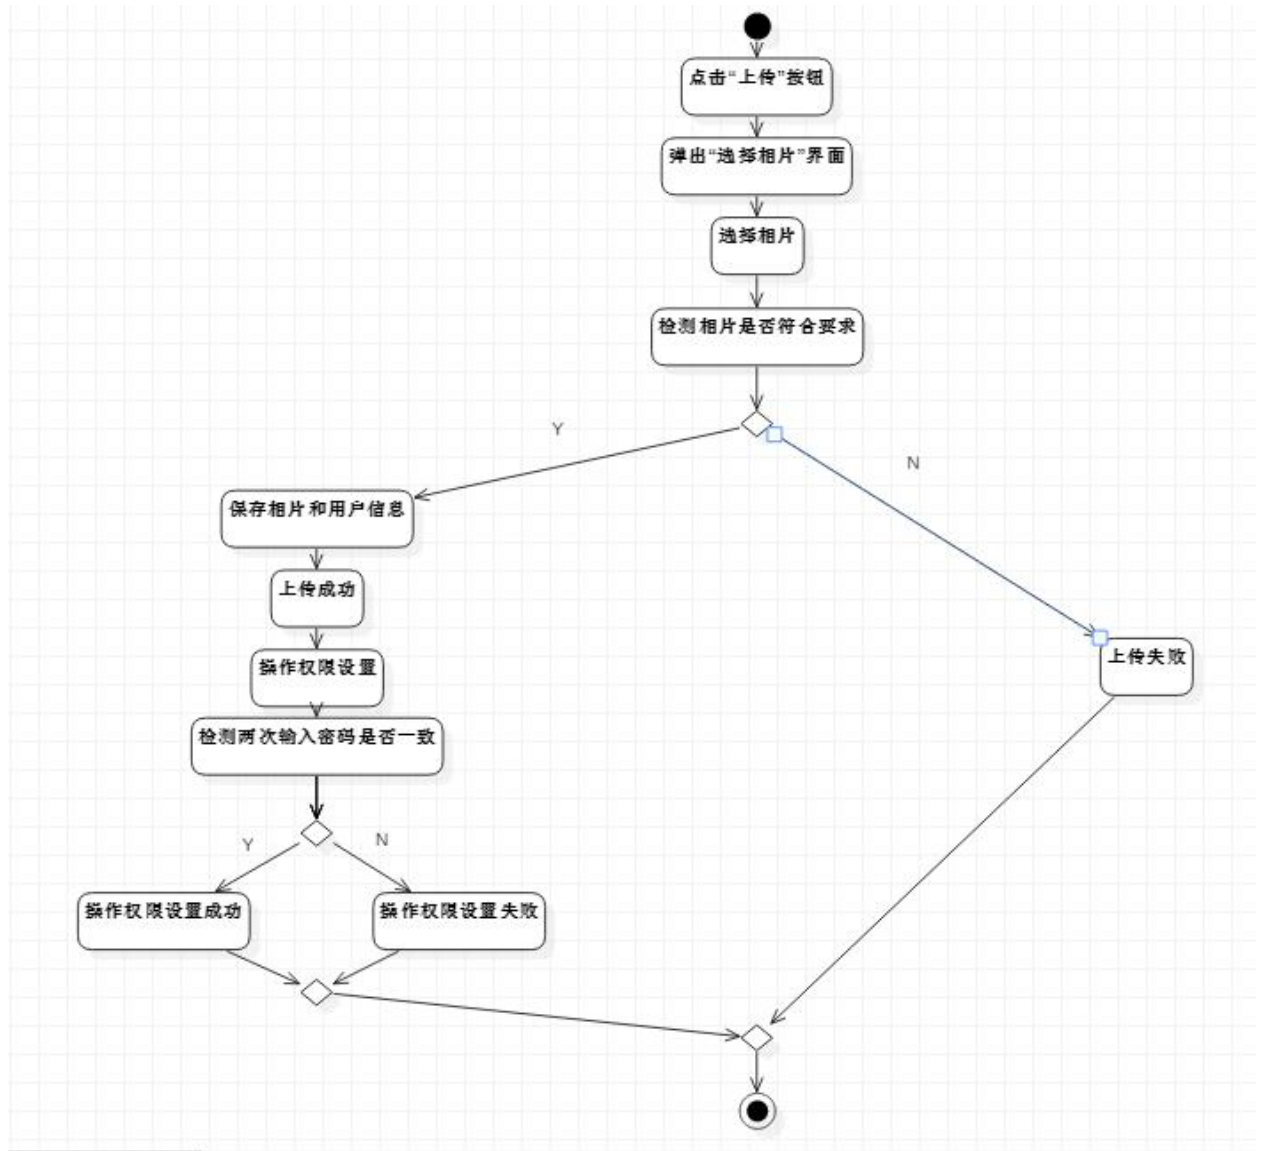 点击“上传”按钮
弹出“选择相片”界面
选择相片
检测相片是否符合要求
Y
N
保存相片和用户信息
上传成功
操作权限设置
上传失败
检测两次输入密码是否一致
Y
N
操作权限设置成功
操作权限设置失败